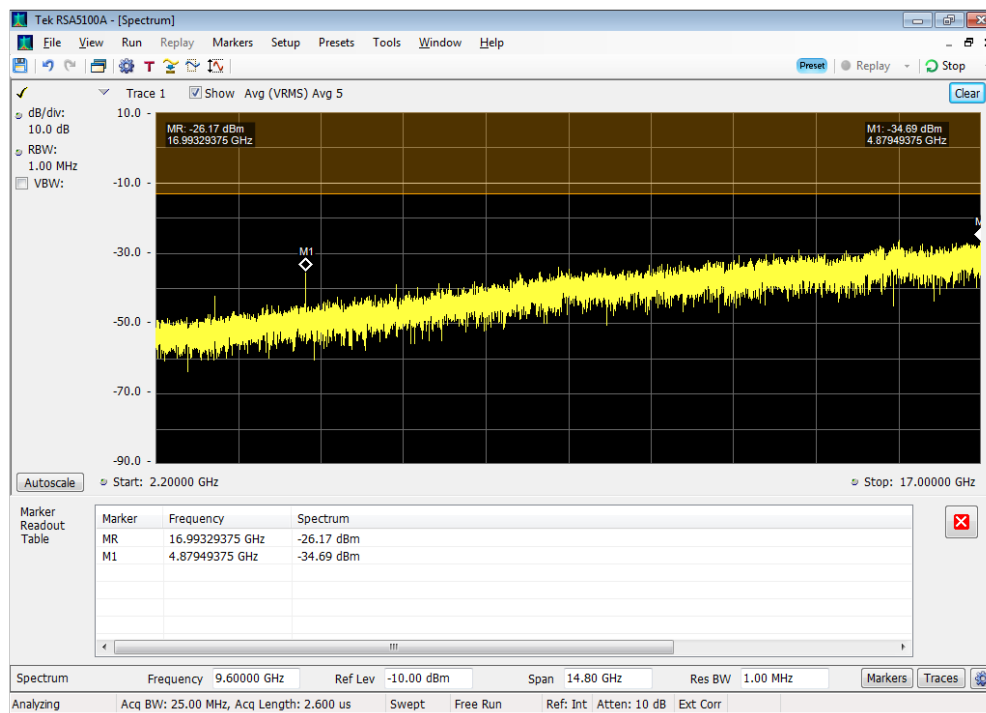 Tek RSA5100A - [Spectrum]
File View Run Replay Markers Setup Presets Tools Window Help
T Preset Replay Stop
Trace 1 Show Avg (VRMS) Avg 5 Clear
dB/div:
10.0 dB
RBW:
1.00 MHz
VBW:
10.0
-10.0
-30.0
-50.0
-70.0
-90.0
MR: -26.17 dBm
16.99329375 GHz
M1: -34.69 dBm
4.87949375 GHz
M1
M
Autoscale Start: 2.20000 GHz Stop: 17.00000 GHz
Marker
Readout
Table
Marker Frequency Spectrum
MR 16.99329375 GHz -26.17 dBm
M1 4.87949375 GHz -34.69 dBm
Spectrum Frequency 9.60000 GHz Ref Lev -10.00 dBm Span 14.80 GHz Res BW 1.00 MHz Markers Traces
Analyzing Acq BW: 25.00 MHz, Acq Length: 2.600 us Swept Free Run Ref: Int Atten: 10 dB Ext Corr